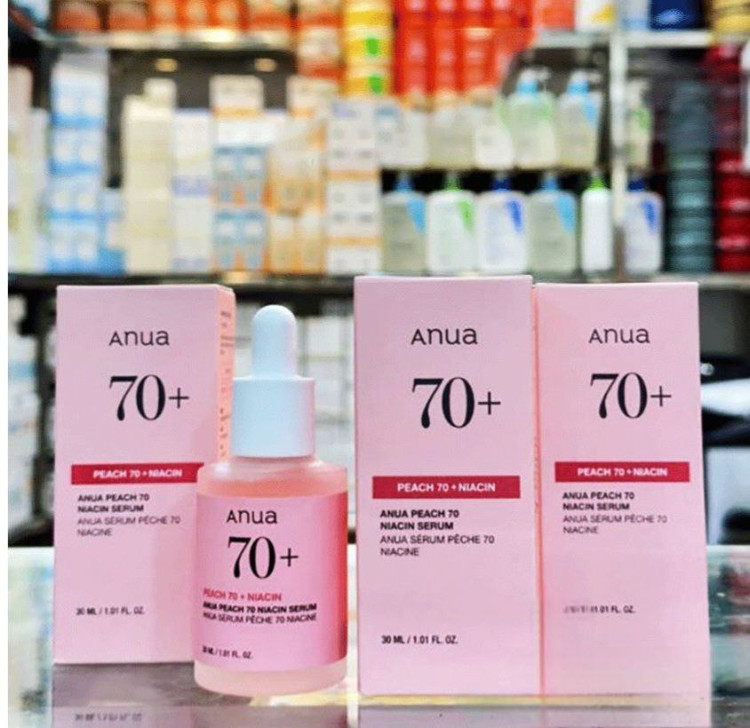 Anua
70+
PEACH 70 + NIACIN
ANUA PEACH 70
NIACIN SERUM
ANUA SÉRUM PÊCHE 70
NIACINE
30 ML / 1.01 FL. OZ.
Anua
70+
PEACH 70 + NIACIN
ANUA PEACH 70 NIACIN SERUM
ANUA SÉRUM PÊCHE 70 NIACINE
30 ML / 1.01 FL. OZ.
Anua
70+
PEACH 70 + NIACIN
ANUA PEACH 70
NIACIN SERUM
ANUA SÉRUM PÊCHE 70
NIACINE
30 ML / 1.01 FL. OZ.
Anua
70+
PEACH 70 + NIACIN
ANUA PEACH 70
NIACIN SERUM
ANUA SÉRUM PÊCHE 70
NIACINE
1.01 FL. OZ.